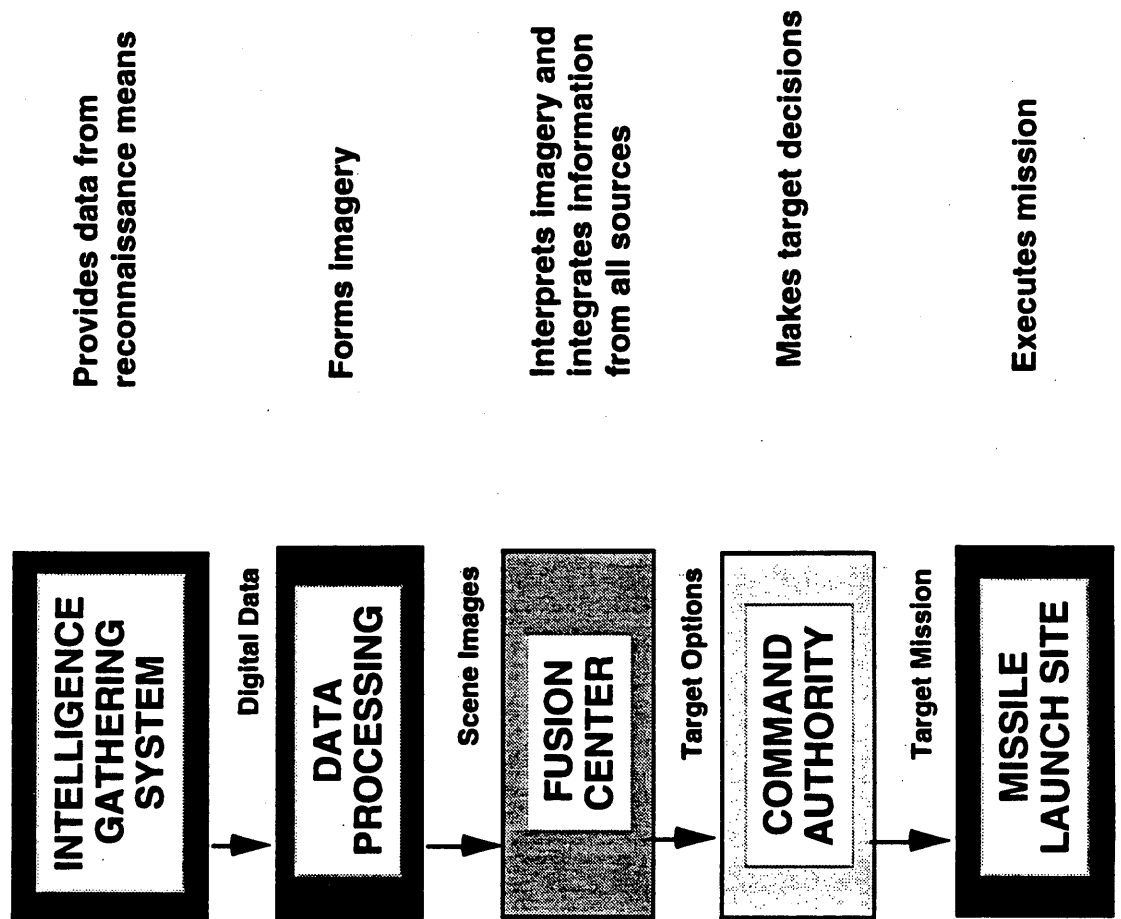 INTELLIGENCE
GATHERING
SYSTEM
Provides data from
reconnaissance means
Digital Data
DATA
PROCESSING
Forms imagery
Scene Images
FUSION
CENTER
Interprets imagery and
integrates information
from all sources
Target Options
COMMAND
AUTHORITY
Makes target decisions
Target Mission
MISSILE
LAUNCH SITE
Executes mission